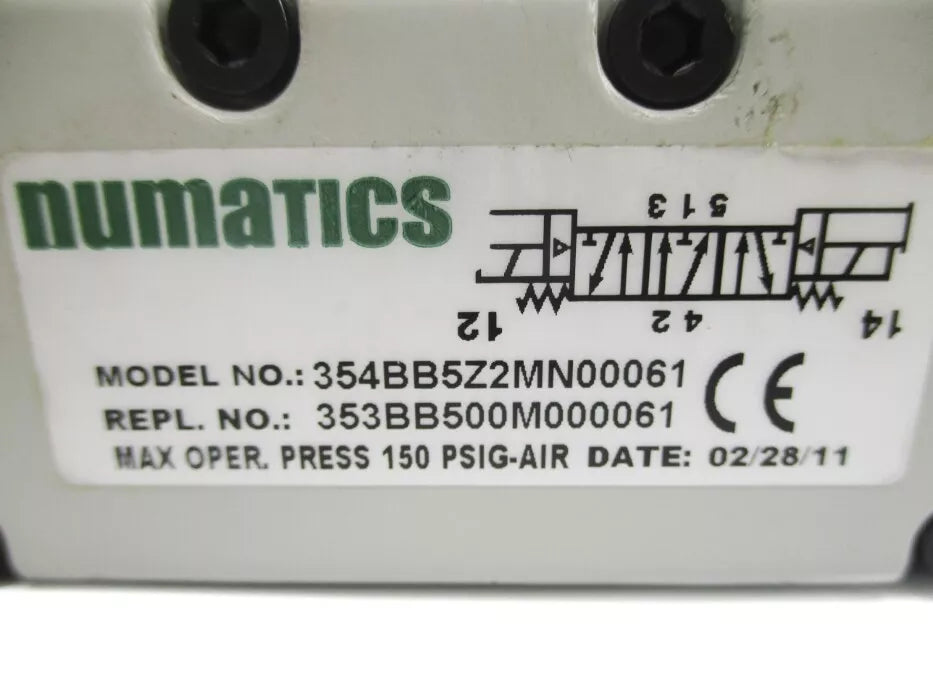 numatics
5 1 3
4 2
12
14
MODEL NO.: 354BB5Z2MN00061
REPL. NO.: 353BB500M000061
CE
MAX OPER. PRESS 150 PSIG-AIR DATE: 02/28/11